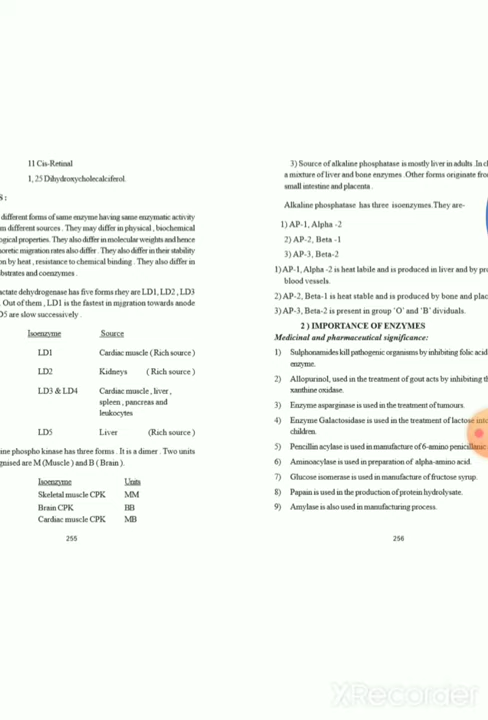 11 Cis-Retinal
1, 25 Dihydroxycholecalciferol.
S :
different forms of same enzyme having same enzymatic activity
m different sources . They may differ in physical , biochemical
ogical properties. They also differ in molecular weights and hence
horetic migration rates also differ . They also differ in their stability
on by heat , resistance to chemical binding . They also differ in
bstrates and coenzymes .
actate dehydrogenase has five forms rhey are LD1, LD2 , LD3
. Out of them , LD1 is the fastest in migration towards anode
D5 are slow successively .
Isoenzyme Source
LD1 Cardiac muscle ( Rich source )
LD2 Kidneys ( Rich source )
LD3 & LD4 Cardiac muscle , liver ,
spleen , pancreas and
leukocytes
LD5 Liver (Rich source )
ine phospho kinase has three forms . It is a dimer . Two units
gnised are M (Muscle ) and B ( Brain ).
Isoenzyme Units
Skeletal muscle CPK MM
Brain CPK BB
Cardiac muscle CPK MB
255
3) Source of alkaline phosphatase is mostly liver in adults . In c
a mixture of liver and bone enzymes . Other forms originate fro
small intestine and placenta .
Alkaline phosphatase has three isoenzymes. They are-
1) AP-1, Alpha -2
2) AP-2, Beta -1
3) AP-3, Beta-2
1) AP-1, Alpha -2 is heat labile and is produced in liver and by pro
blood vessels.
2) AP-2, Beta-1 is heat stable and is produced by bone and plac
3) AP-3, Beta-2 is present in group 'O' and 'B' dividuals.
2 ) IMPORTANCE OF ENZYMES
Medicinal and pharmaceutical significance:
1) Sulphonamides kill pathogenic organisms by inhibiting folic acid
enzyme.
2) Allopurinol, used in the treatment of gout acts by inhibiting th
xanthine oxidase.
3) Enzyme asparginase is used in the treatment of tumours.
4) Enzyme Galactosidase is used in the treatment of lactose into
children.
5) Pencillin acylase is used in manufacture of 6-amino penicillanic
6) Aminoacylase is used in preparation of alpha-amino acid.
7) Glucose isomerase is used in manufacture of fructose syrup.
8) Papain is used in the production of protein hydrolysate.
9) Amylase is also used in manufacturing process.
256
XRecorder